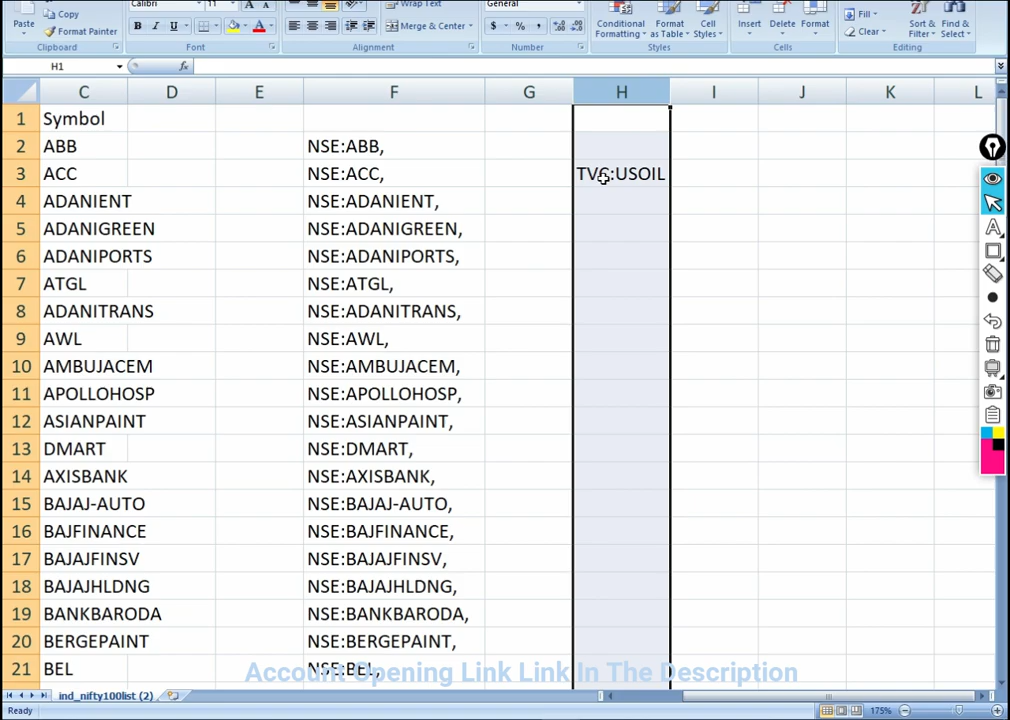 Calibri 11 A A General
Copy Wrap Text
Paste Format Painter B I U A Merge & Center $ % , Conditional Format Cell Insert Delete Format Fill Sort & Find &
Formatting as Table Styles Clear Filter Select
Clipboard Font Alignment Number Styles Cells Editing
H1 fx
C D E F G H I J K L
1 Symbol
2 ABB NSE:ABB,
3 ACC NSE:ACC, TVC:USOIL
4 ADANIENT NSE:ADANIENT,
5 ADANIGREEN NSE:ADANIGREEN,
6 ADANIPORTS NSE:ADANIPORTS,
7 ATGL NSE:ATGL,
8 ADANITRANS NSE:ADANITRANS,
9 AWL NSE:AWL,
10 AMBUJACEM NSE:AMBUJACEM,
11 APOLLOHOSP NSE:APOLLOHOSP,
12 ASIANPAINT NSE:ASIANPAINT,
13 DMART NSE:DMART,
14 AXISBANK NSE:AXISBANK,
15 BAJAJ-AUTO NSE:BAJAJ-AUTO,
16 BAJFINANCE NSE:BAJFINANCE,
17 BAJAJFINSV NSE:BAJAJFINSV,
18 BAJAJHLDNG NSE:BAJAJHLDNG,
19 BANKBARODA NSE:BANKBARODA,
20 BERGEPAINT NSE:BERGEPAINT,
21 BEL NSE:BEL,
Account Opening Link Link In The Description
ind_nifty100list (2)
Ready 175%